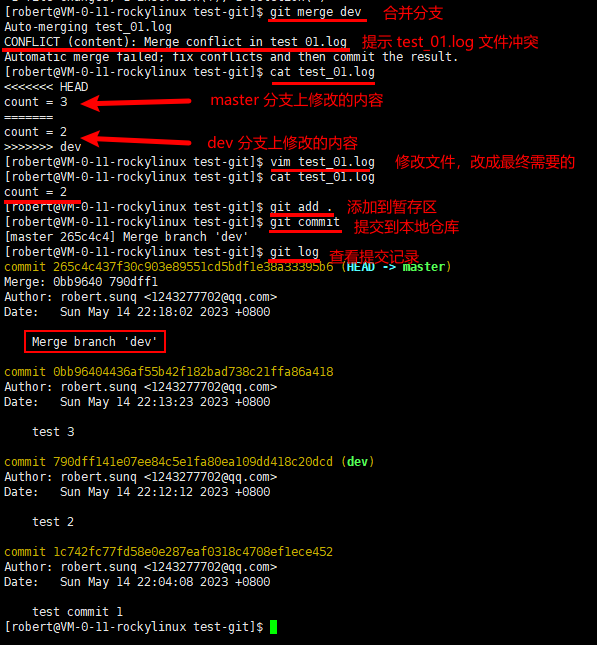 [robert@VM-0-11-rockylinux test-git]$ git merge dev 合并分支
Auto-merging test_01.log
CONFLICT (content): Merge conflict in test_01.log 提示 test_01.log 文件冲突
Automatic merge failed; fix conflicts and then commit the result.
[robert@VM-0-11-rockylinux test-git]$ cat test_01.log
<<<<<<< HEAD
count = 3 master 分支上修改的内容
=======
count = 2 dev 分支上修改的内容
>>>>>>> dev
[robert@VM-0-11-rockylinux test-git]$ vim test_01.log 修改文件，改成最终需要的
[robert@VM-0-11-rockylinux test-git]$ cat test_01.log
count = 2
[robert@VM-0-11-rockylinux test-git]$ git add . 添加到暂存区
[robert@VM-0-11-rockylinux test-git]$ git commit 提交到本地仓库
[master 265c4c4] Merge branch 'dev'
[robert@VM-0-11-rockylinux test-git]$ git log 查看提交记录
commit 265c4c437f30c903e89551cd5bdf1e38a33395b6 (HEAD -> master)
Merge: 0bb9640 790dff1
Author: robert.sunq <1243277702@qq.com>
Date:   Sun May 14 22:18:02 2023 +0800
Merge branch 'dev'
commit 0bb96404436af55b42f182bad738c21ffa86a418
Author: robert.sunq <1243277702@qq.com>
Date:   Sun May 14 22:13:23 2023 +0800
test 3
commit 790dff141e07ee84c5e1fa80ea109dd418c20dcd (dev)
Author: robert.sunq <1243277702@qq.com>
Date:   Sun May 14 22:12:12 2023 +0800
test 2
commit 1c742fc77fd58e0e287eaf0318c4708ef1ece452
Author: robert.sunq <1243277702@qq.com>
Date:   Sun May 14 22:04:08 2023 +0800
test commit 1
[robert@VM-0-11-rockylinux test-git]$